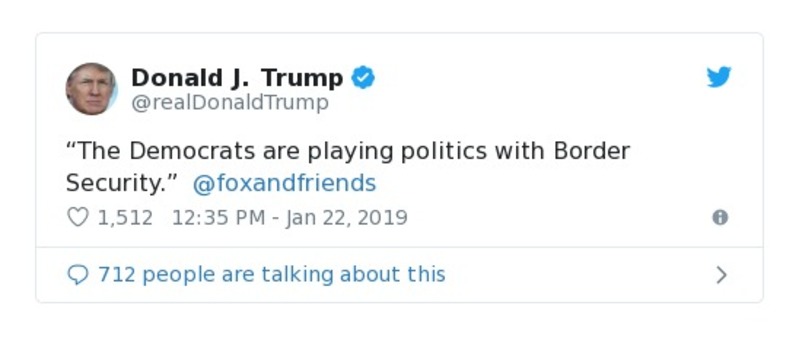 Donald J. Trump
@realDonaldTrump
“The Democrats are playing politics with Border
Security.” @foxandfriends
1,512 12:35 PM - Jan 22, 2019
712 people are talking about this